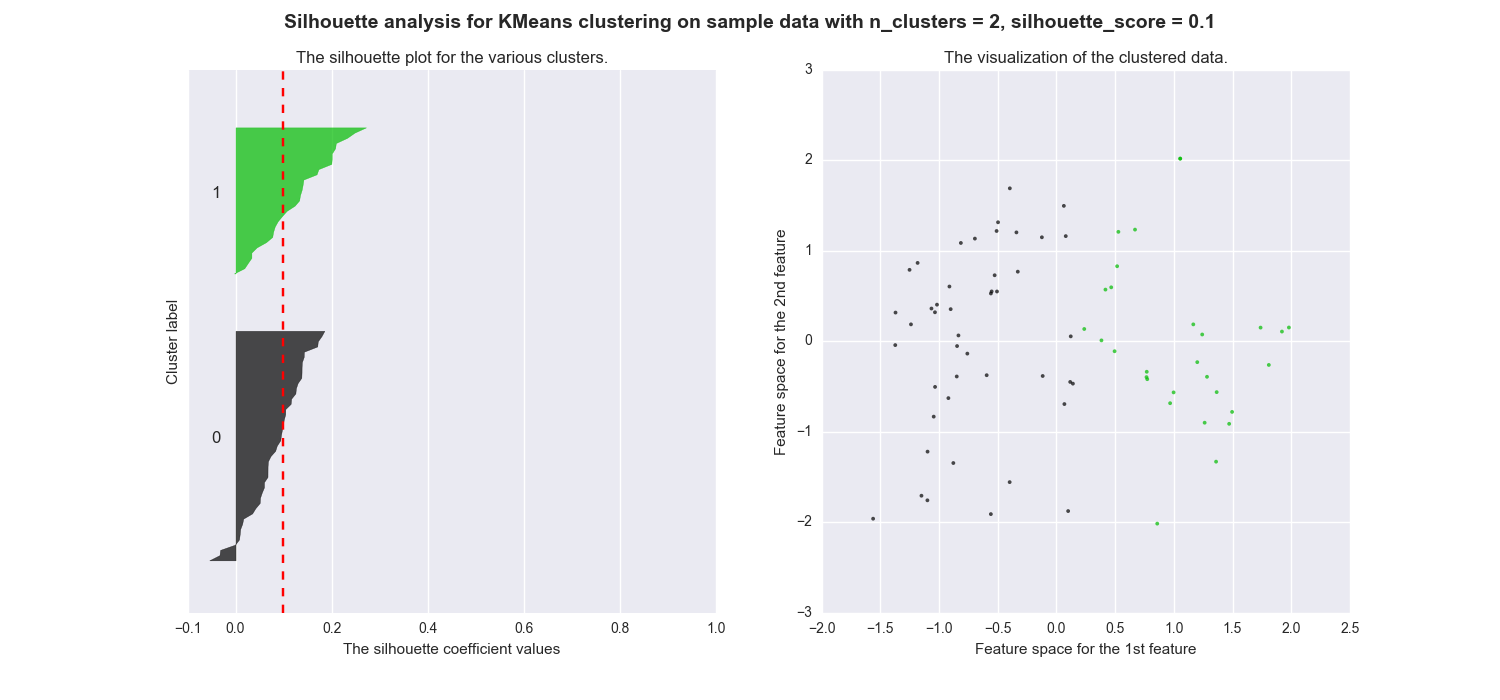 Silhouette analysis for KMeans clustering on sample data with n_clusters = 2, silhouette_score = 0.1
The silhouette plot for the various clusters.
1
0
Cluster label
−0.1 0.0 0.2 0.4 0.6 0.8 1.0
The silhouette coefficient values
The visualization of the clustered data.
3
2
1
0
−1
−2
−3
Feature space for the 2nd feature
−2.0 −1.5 −1.0 −0.5 0.0 0.5 1.0 1.5 2.0 2.5
Feature space for the 1st feature